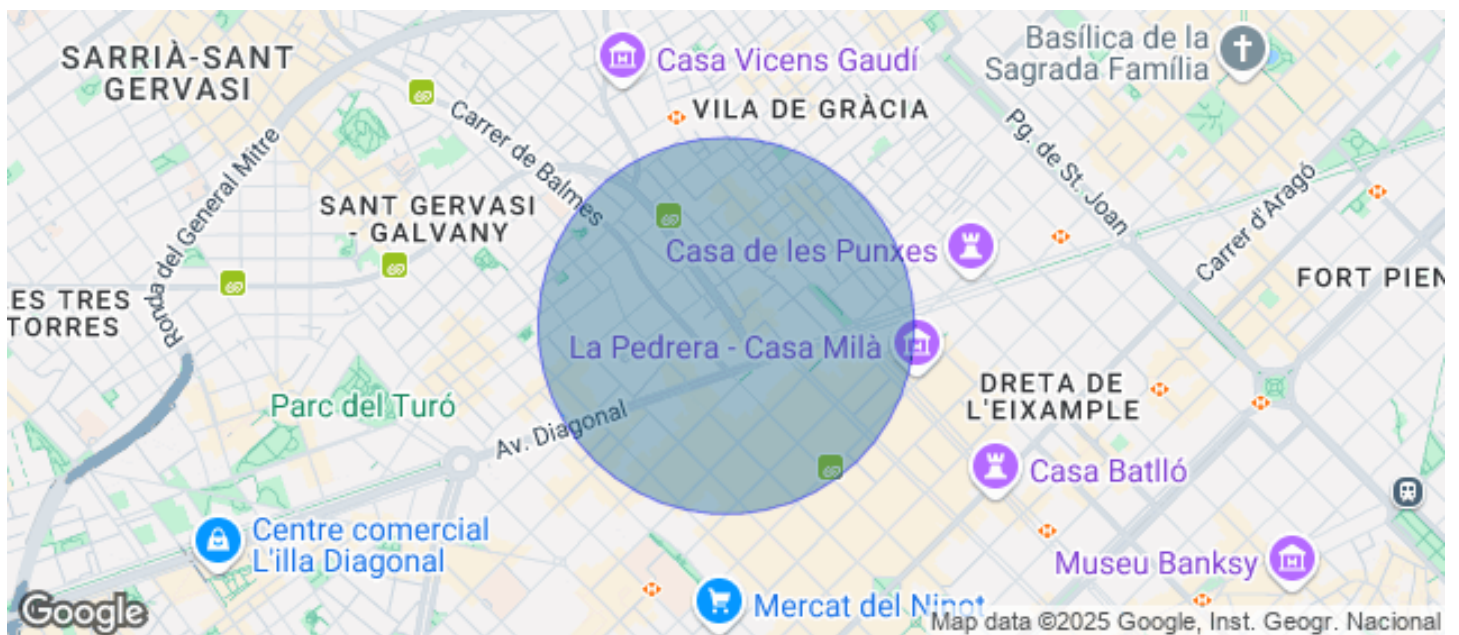 SARRIÀ-SANT
GERVASI
Casa Vicens Gaudí
Basílica de la
Sagrada Família
VILA DE GRÀCIA
Carrer de Balmes
Pg. de St. Joan
Ronda del General Mitre
SANT GERVASI
- GALVANY
Carrer d'Aragó
Casa de les Punxes
FORT PIEN
ES TRES
TORRES
La Pedrera - Casa Milà
DRETA DE
L'EIXAMPLE
Parc del Turó
Av. Diagonal
Casa Batlló
Centre comercial
L'illa Diagonal
Museu Banksy
Mercat del Ninot
Google
Map data ©2025 Google, Inst. Geogr. Nacional